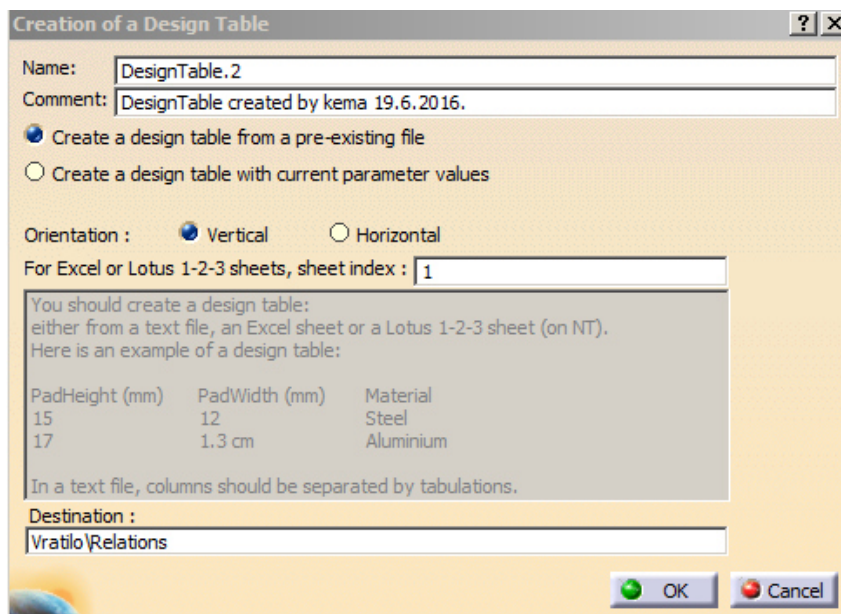 Creation of a Design Table
Name: DesignTable.2
Comment: DesignTable created by kema 19.6.2016.
Create a design table from a pre-existing file
Create a design table with current parameter values
Orientation : Vertical Horizontal
For Excel or Lotus 1-2-3 sheets, sheet index : 1
You should create a design table:
either from a text file, an Excel sheet or a Lotus 1-2-3 sheet (on NT).
Here is an example of a design table:
PadHeight (mm) PadWidth (mm) Material
15 12 Steel
17 1.3 cm Aluminium
In a text file, columns should be separated by tabulations.
Destination :
Vratilo\Relations
OK Cancel